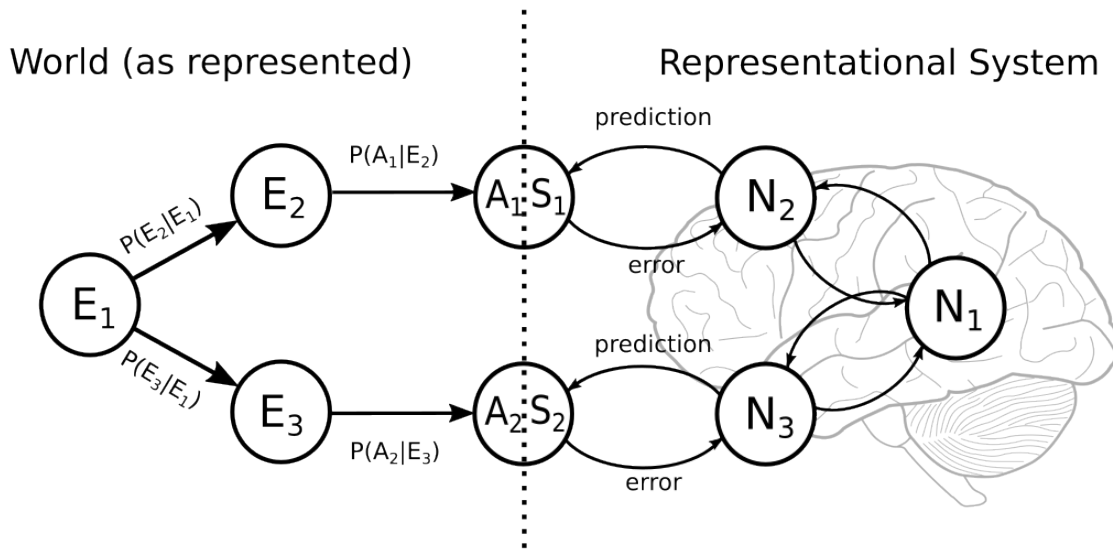 World (as represented)
Representational System
prediction
P(A₁|E₂)
E₂
A₁ S₁
N₂
P(E₂|E₁)
error
E₁
N₁
P(E₃|E₁)
prediction
E₃
A₂ S₂
N₃
P(A₂|E₃)
error